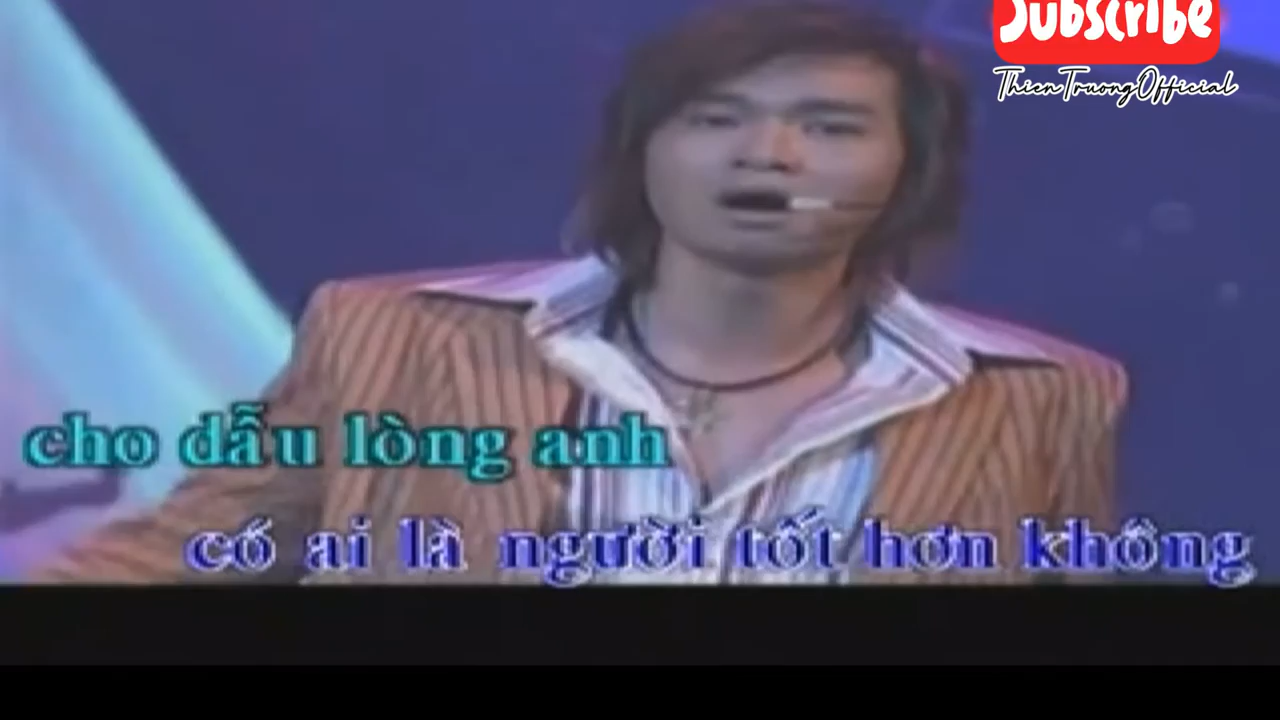 Subscribe
ThienTruongOfficial
cho dẫu lòng anh
có ai là người tốt hơn không